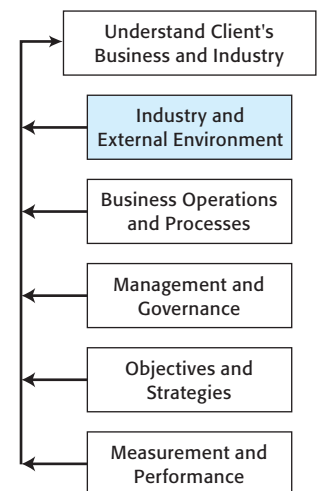 Understand Client's
Business and Industry
Industry and
External Environment
Business Operations
and Processes
Management and
Governance
Objectives and
Strategies
Measurement and
Performance